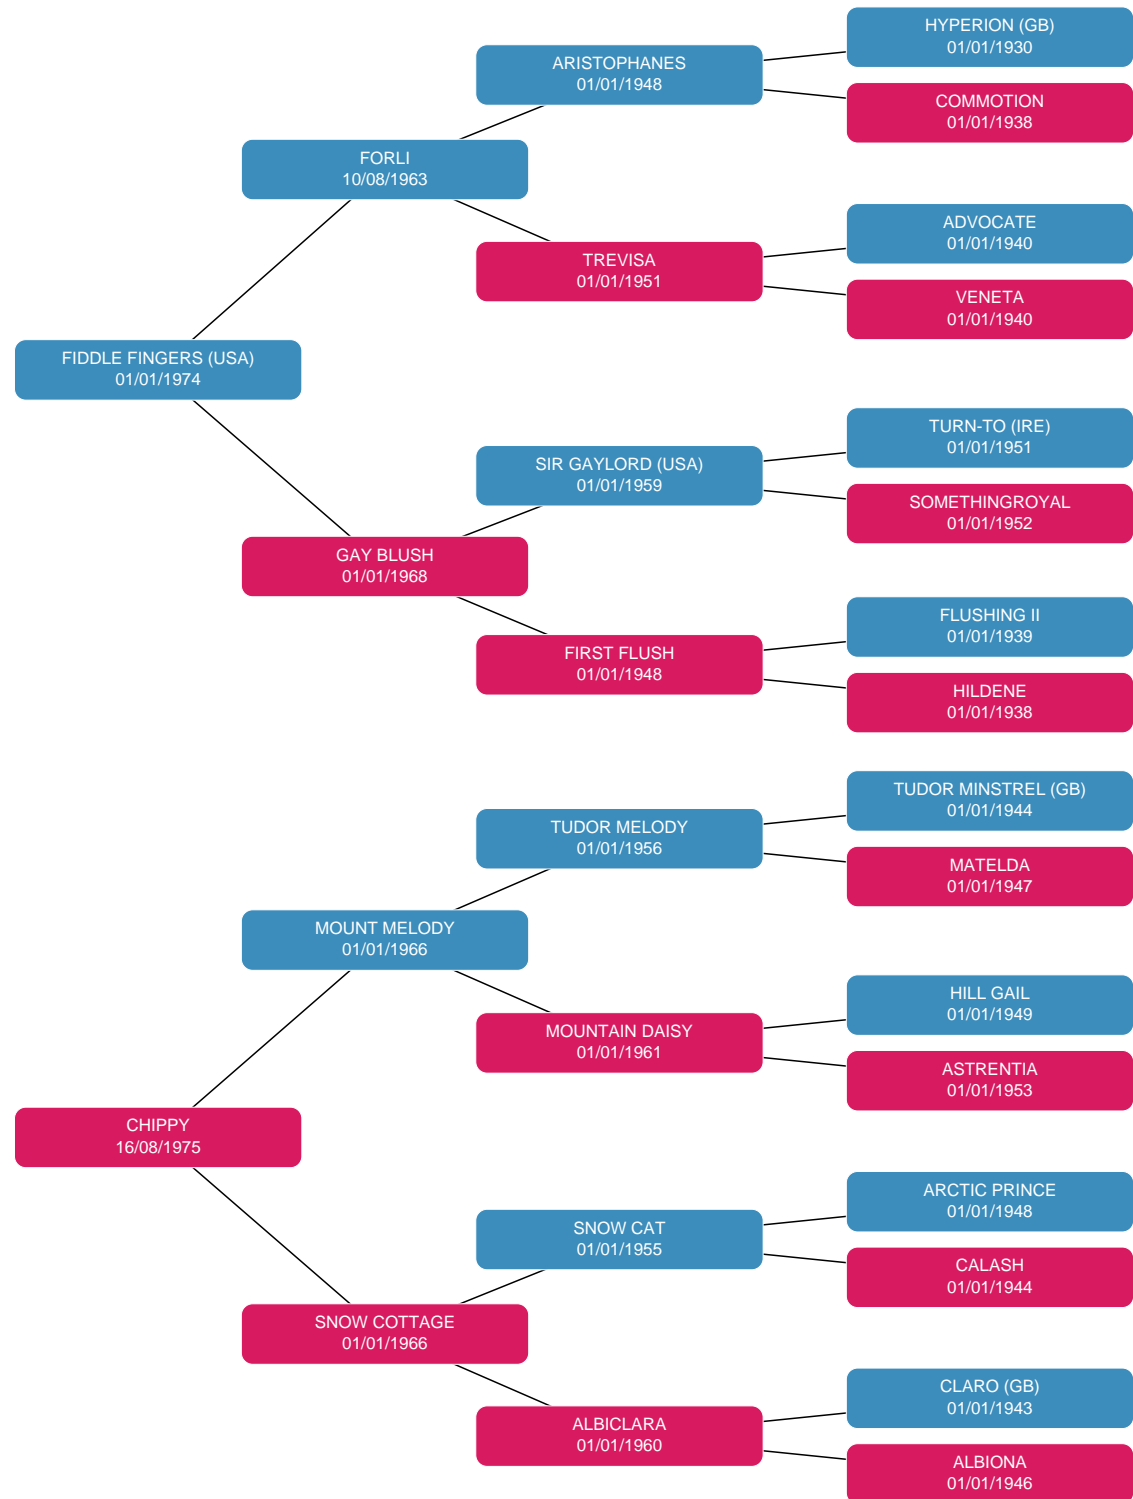 HYPERION (GB)
01/01/1930
ARISTOPHANES
01/01/1948
COMMOTION
01/01/1938
FORLI
10/08/1963
ADVOCATE
01/01/1940
TREVISA
01/01/1951
VENETA
01/01/1940
FIDDLE FINGERS (USA)
01/01/1974
TURN-TO (IRE)
01/01/1951
SIR GAYLORD (USA)
01/01/1959
SOMETHINGROYAL
01/01/1952
GAY BLUSH
01/01/1968
FLUSHING II
01/01/1939
FIRST FLUSH
01/01/1948
HILDENE
01/01/1938
TUDOR MINSTREL (GB)
01/01/1944
TUDOR MELODY
01/01/1956
MATELDA
01/01/1947
MOUNT MELODY
01/01/1966
HILL GAIL
01/01/1949
MOUNTAIN DAISY
01/01/1961
ASTRENTIA
01/01/1953
CHIPPY
16/08/1975
ARCTIC PRINCE
01/01/1948
SNOW CAT
01/01/1955
CALASH
01/01/1944
SNOW COTTAGE
01/01/1966
CLARO (GB)
01/01/1943
ALBICLARA
01/01/1960
ALBIONA
01/01/1946